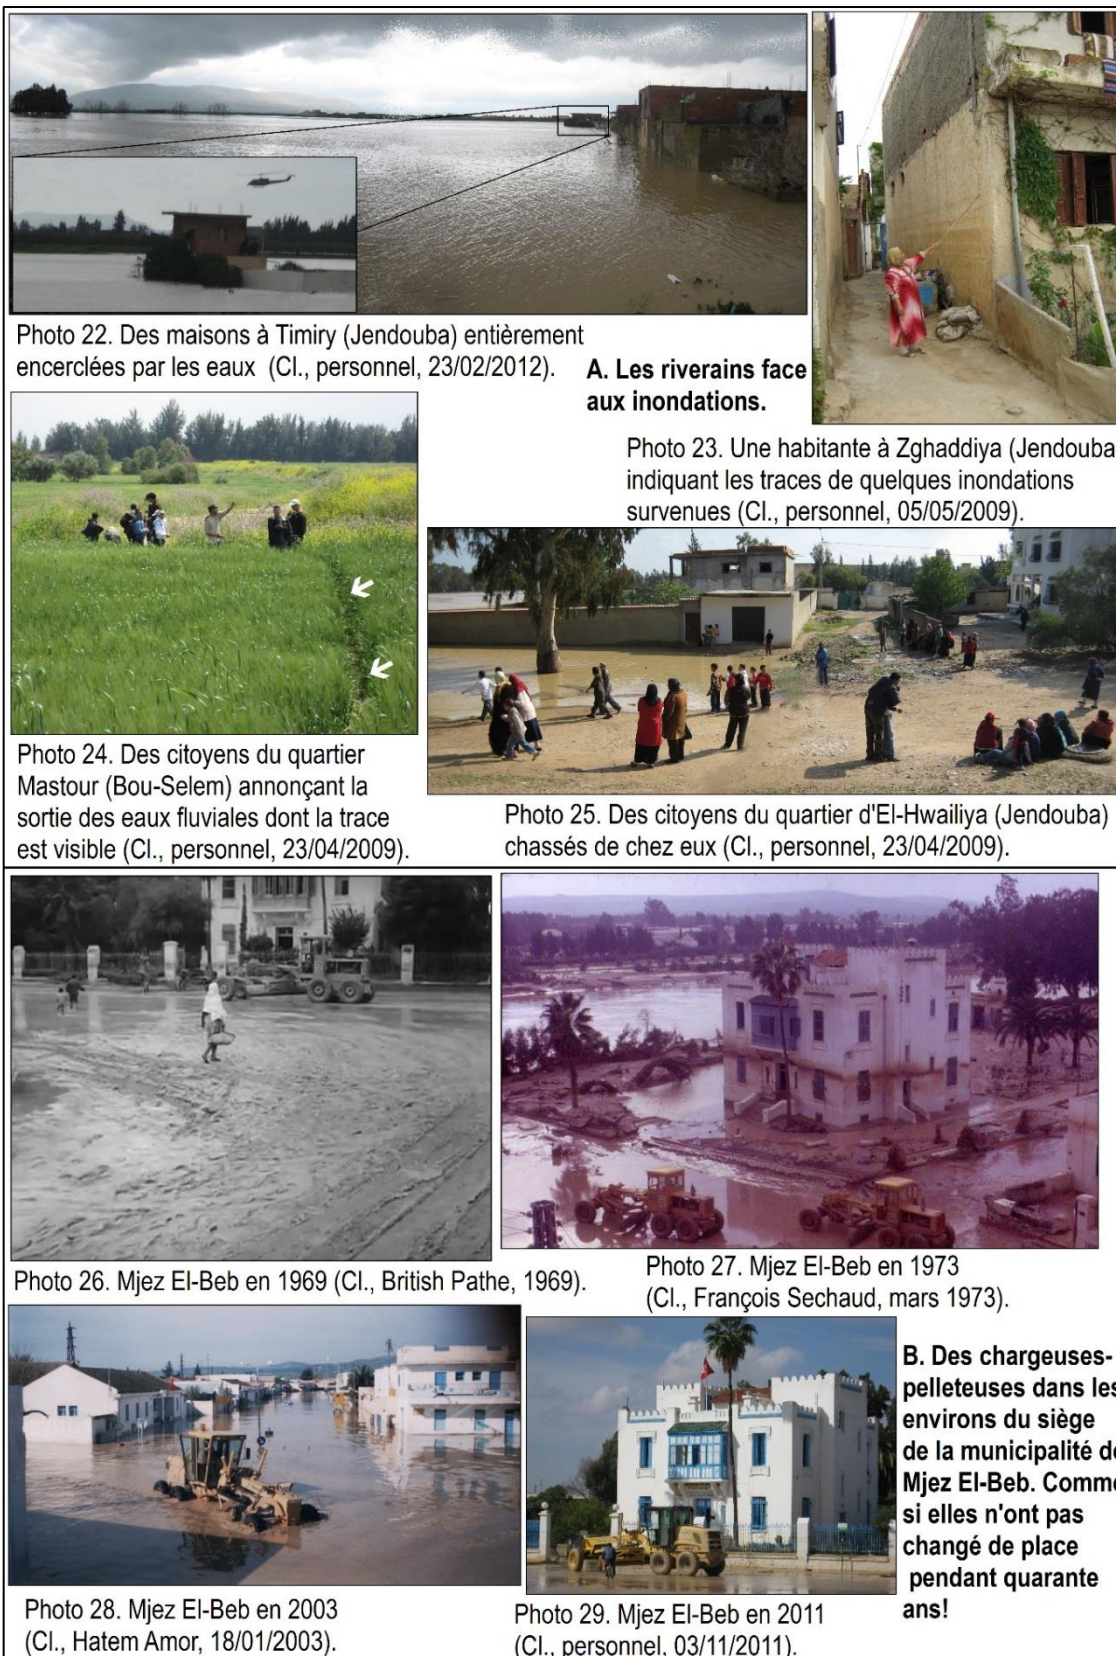 Photo 22. Des maisons à Timiry (Jendouba) entièrement
encerclées par les eaux (Cl., personnel, 23/02/2012).
A. Les riverains face
aux inondations.
Photo 23. Une habitante à Zghaddiya (Jendouba
indiquant les traces de quelques inondations
survenues (Cl., personnel, 05/05/2009).
Photo 24. Des citoyens du quartier
Mastour (Bou-Selem) annonçant la
sortie des eaux fluviales dont la trace
est visible (Cl., personnel, 23/04/2009).
Photo 25. Des citoyens du quartier d'El-Hwailiya (Jendouba)
chassés de chez eux (Cl., personnel, 23/04/2009).
Photo 26. Mjez El-Beb en 1969 (Cl., British Pathe, 1969).
Photo 27. Mjez El-Beb en 1973
(Cl., François Sechaud, mars 1973).
Photo 28. Mjez El-Beb en 2003
(Cl., Hatem Amor, 18/01/2003).
Photo 29. Mjez El-Beb en 2011
(Cl., personnel, 03/11/2011).
B. Des chargeuses-
pelleteuses dans les
environs du siège
de la municipalité de
Mjez El-Beb. Comme
si elles n'ont pas
changé de place
pendant quarante
ans!